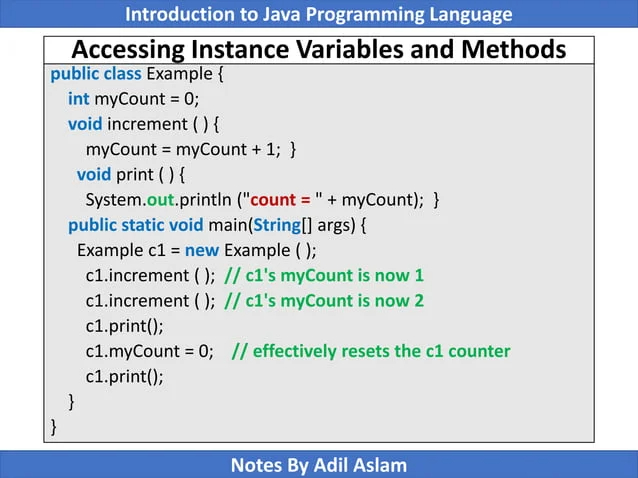 Introduction to Java Programming Language
Accessing Instance Variables and Methods
public class Example {
int myCount = 0;
void increment ( ) {
myCount = myCount + 1;  }
void print ( ) {
System.out.println ("count = " + myCount);  }
public static void main(String[] args) {
Example c1 = new Example ( );
c1.increment ( );  // c1's myCount is now 1
c1.increment ( );  // c1's myCount is now 2
c1.print();
c1.myCount = 0;   // effectively resets the c1 counter
c1.print();
}
}
Notes By Adil Aslam